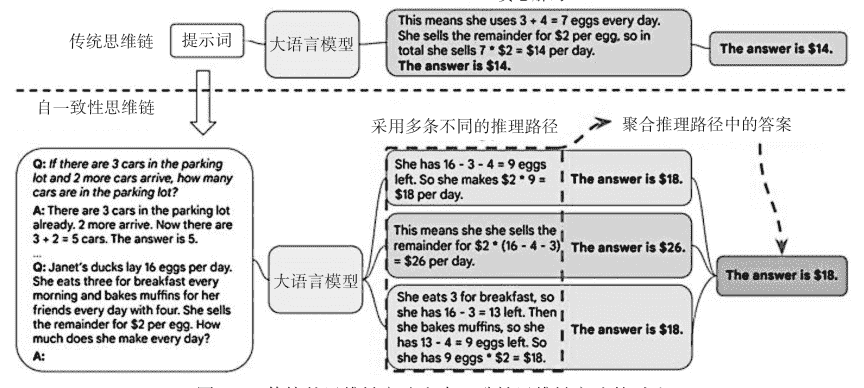 传统思维链
提示词
大语言模型
This means she uses 3 + 4 = 7 eggs every day.
She sells the remainder for $2 per egg, so in
total she sells 7 * $2 = $14 per day.
The answer is $14.
The answer is $14.
自一致性思维链
采用多条不同的推理路径
聚合推理路径中的答案
Q: If there are 3 cars in the parking
lot and 2 more cars arrive, how many
cars are in the parking lot?
A: There are 3 cars in the parking lot
already. 2 more arrive. Now there are
3 + 2 = 5 cars. The answer is 5.
...
Q: Janet's ducks lay 16 eggs per day.
She eats three for breakfast every
morning and bakes muffins for her
friends every day with four. She sells
the remainder for $2 per egg. How
much does she make every day?
A:
大语言模型
She has 16 - 3 - 4 = 9 eggs
left. So she makes $2 * 9 =
$18 per day.
The answer is $18.
This means she she sells the
remainder for $2 * (16 - 4 - 3)
= $26 per day.
The answer is $26.
She eats 3 for breakfast, so
she has 16 - 3 = 13 left. Then
she bakes muffins, so she
has 13 - 4 = 9 eggs left. So
she has 9 eggs * $2 = $18.
The answer is $18.
The answer is $18.